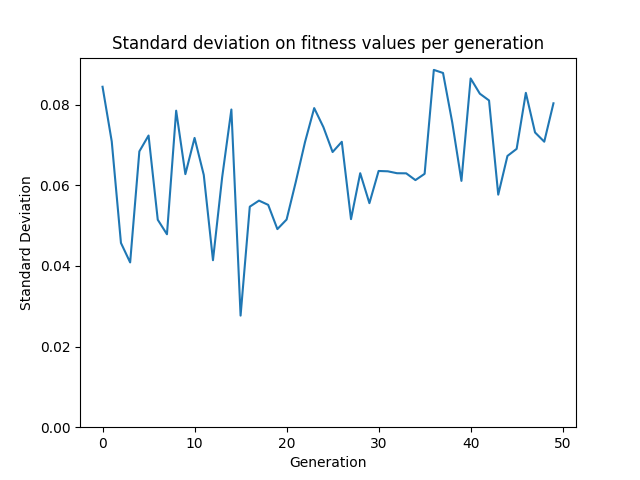 Standard deviation on fitness values per generation
Standard Deviation
0.08
0.06
0.04
0.02
0.00
0 10 20 30 40 50
Generation